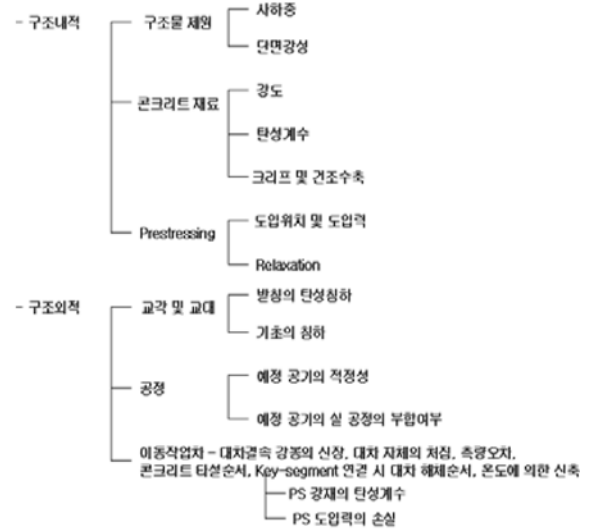 - 구조내적
구조물 제원
사하중
단면강성
콘크리트 재료
강도
탄성계수
크리프 및 건조수축
Prestressing
도입위치 및 도입력
Relaxation
- 구조외적
교각 및 교대
받침의 탄성침하
기초의 침하
공정
예정 공기의 적정성
예정 공기의 실 공정의 부합여부
이동작업차 - 대차결속 강봉의 신장, 대차 자체의 처짐, 측량오차,
콘크리트 타설순서, Key-segment 연결 시 대차 해체순서, 온도에 의한 신축
PS 강재의 탄성계수
PS 도입력의 손실